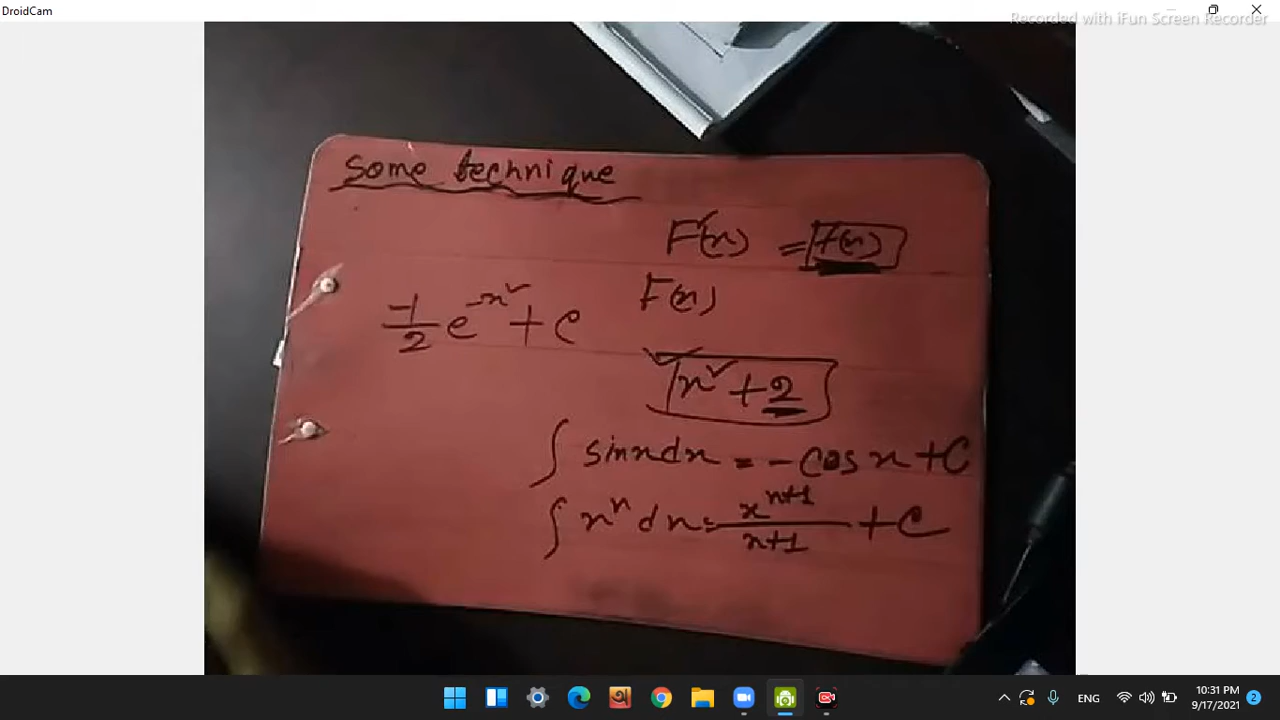 DroidCam
Recorded with iFun Screen Recorder
some technique
F'(x) = f(x)
F(x)
-1/2 e^-x² + c
x² + 2
∫ sinx dx = - cos x + C
∫ x^n dx = x^n+1 / n+1 + C
ENG
10:31 PM
9/17/2021
2